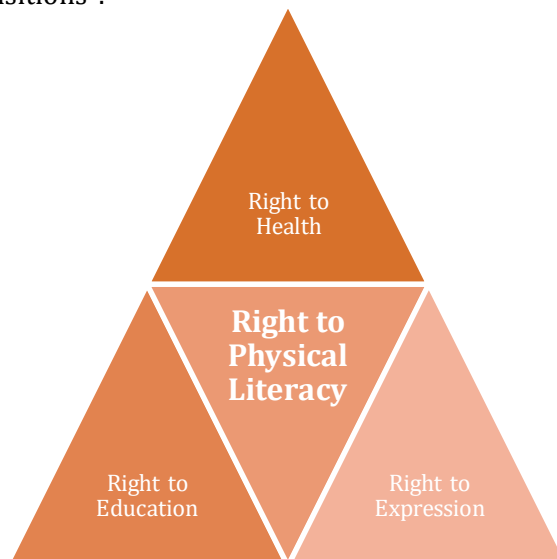 Right to
Health
Right to
Physical
Literacy
Right to
Education
Right to
Expression